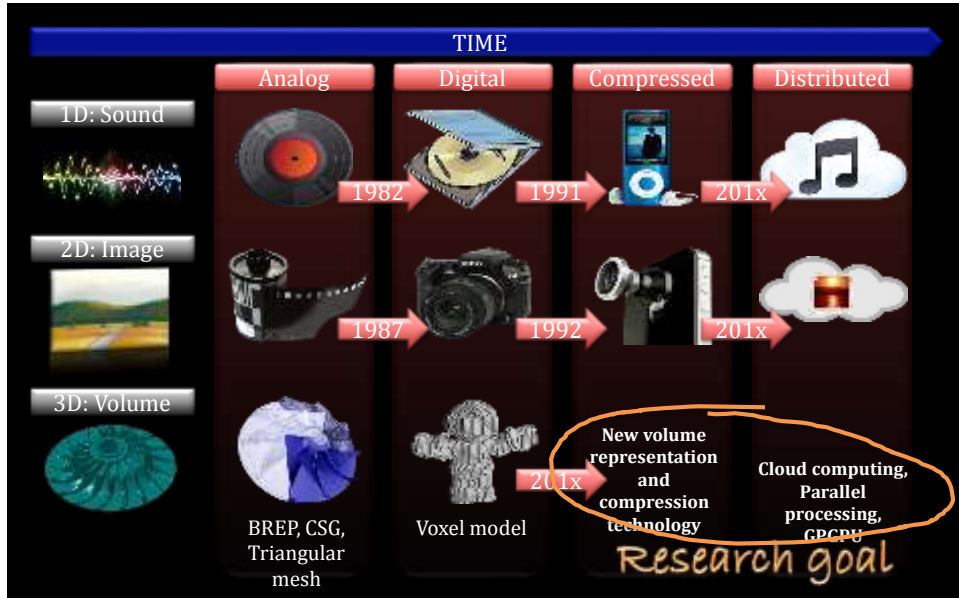 TIME
Analog
Digital
Compressed
Distributed
1D: Sound
1982
1991
201x
2D: Image
1987
1992
201x
3D: Volume
BREP, CSG,
Triangular
mesh
Voxel model
201x
New volume
representation
and
compression
technology
Cloud computing,
Parallel
processing,
GPGPU
Research goal